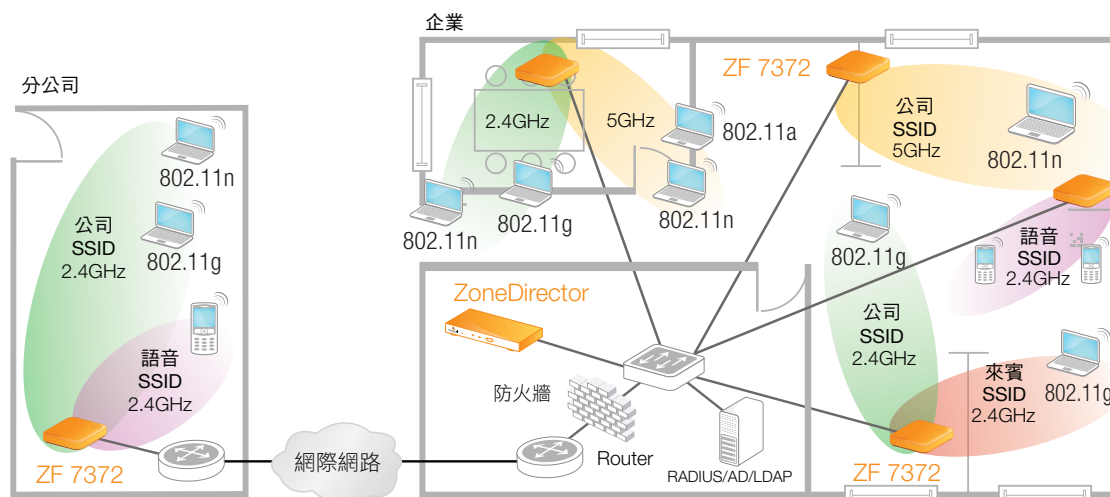 企業
分公司
802.11n
公司
SSID
2.4GHz
802.11g
語音
SSID
2.4GHz
ZF 7372
網際網路
2.4GHz
5GHz
802.11a
802.11n
802.11g
802.11n
ZF 7372
公司
SSID
5GHz
802.11n
語音
SSID
2.4GHz
802.11g
公司
SSID
2.4GHz
來賓
SSID
2.4GHz
802.11g
ZF 7372
ZoneDirector
防火牆
Router
RADIUS/AD/LDAP